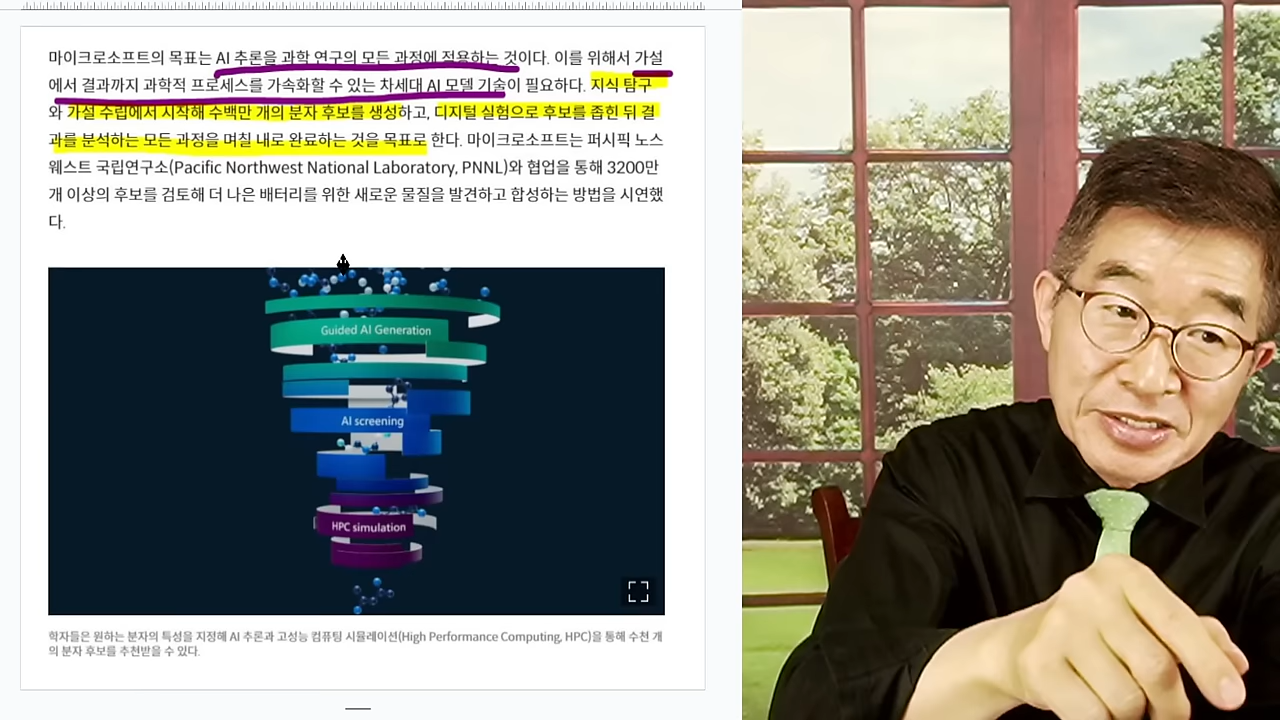 마이크로소프트의 목표는 AI 추론을 과학 연구의 모든 과정에 적용하는 것이다. 이를 위해서 가설
에서 결과까지 과학적 프로세스를 가속화할 수 있는 차세대 AI 모델 기술이 필요하다. 지식 탐구
와 가설 수립에서 시작해 수백만 개의 분자 후보를 생성하고, 디지털 실험으로 후보를 좁힌 뒤 결
과를 분석하는 모든 과정을 며칠 내로 완료하는 것을 목표로 한다. 마이크로소프트는 퍼시픽 노스
웨스트 국립연구소(Pacific Northwest National Laboratory, PNNL)와 협업을 통해 3200만
개 이상의 후보를 검토해 더 나은 배터리를 위한 새로운 물질을 발견하고 합성하는 방법을 시연했
다.
Guided AI Generation
AI screening
HPC simulation
학자들은 원하는 분자의 특성을 지정해 AI 추론과 고성능 컴퓨팅 시뮬레이션(High Performance Computing, HPC)을 통해 수천 개
의 분자 후보를 추천받을 수 있다.